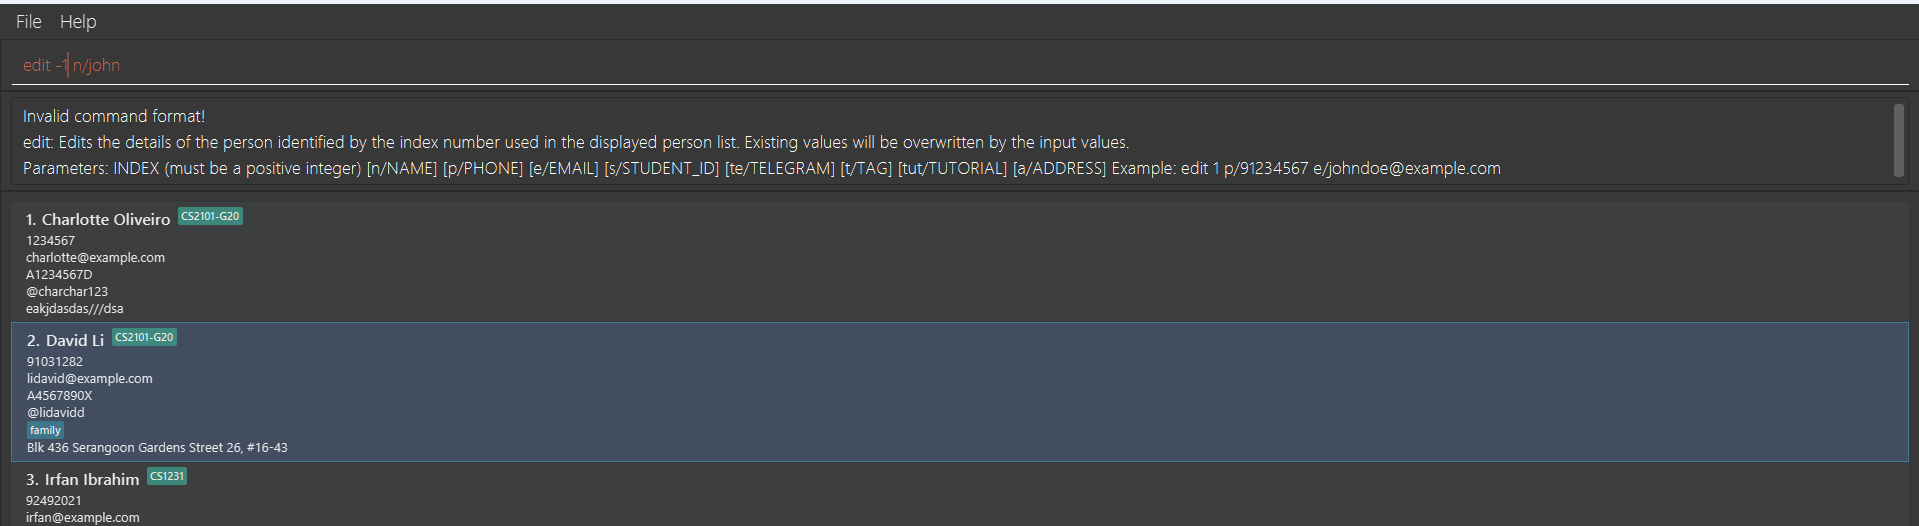 File Help
edit -1 n/john
Invalid command format!
edit: Edits the details of the person identified by the index number used in the displayed person list. Existing values will be overwritten by the input values.
Parameters: INDEX (must be a positive integer) [n/NAME] [p/PHONE] [e/EMAIL] [s/STUDENT_ID] [te/TELEGRAM] [t/TAG] [tut/TUTORIAL] [a/ADDRESS] Example: edit 1 p/91234567 e/johndoe@example.com
1. Charlotte Oliveiro CS2101-G20
1234567
charlotte@example.com
A1234567D
@charchar123
eakjdasdas///dsa
2. David Li CS2101-G20
91031282
lidavid@example.com
A4567890X
@lidavidd
family
Blk 436 Serangoon Gardens Street 26, #16-43
3. Irfan Ibrahim CS1231
92492021
irfan@example.com